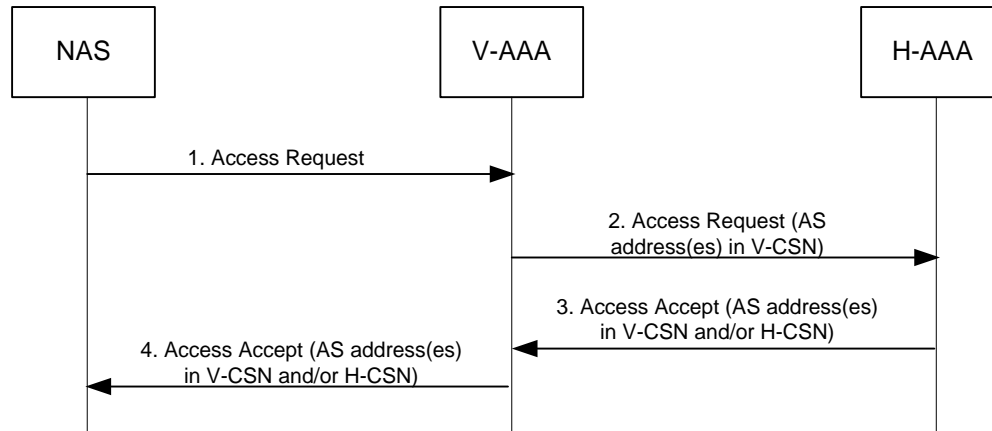 NAS
V-AAA
H-AAA
1. Access Request
2. Access Request (AS
address(es) in V-CSN)
3. Access Accept (AS address(es)
in V-CSN and/or H-CSN)
4. Access Accept (AS address(es)
in V-CSN and/or H-CSN)